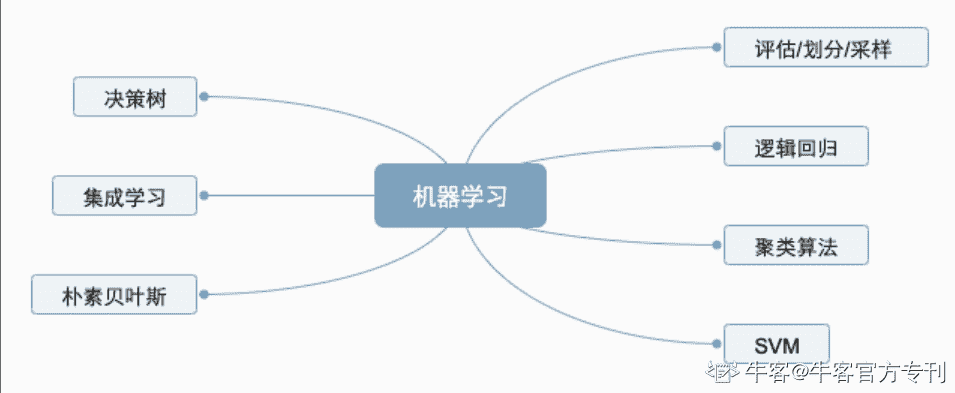 机器学习
评估/划分/采样
逻辑回归
聚类算法
SVM
决策树
集成学习
朴素贝叶斯
牛客@牛客官方专刊